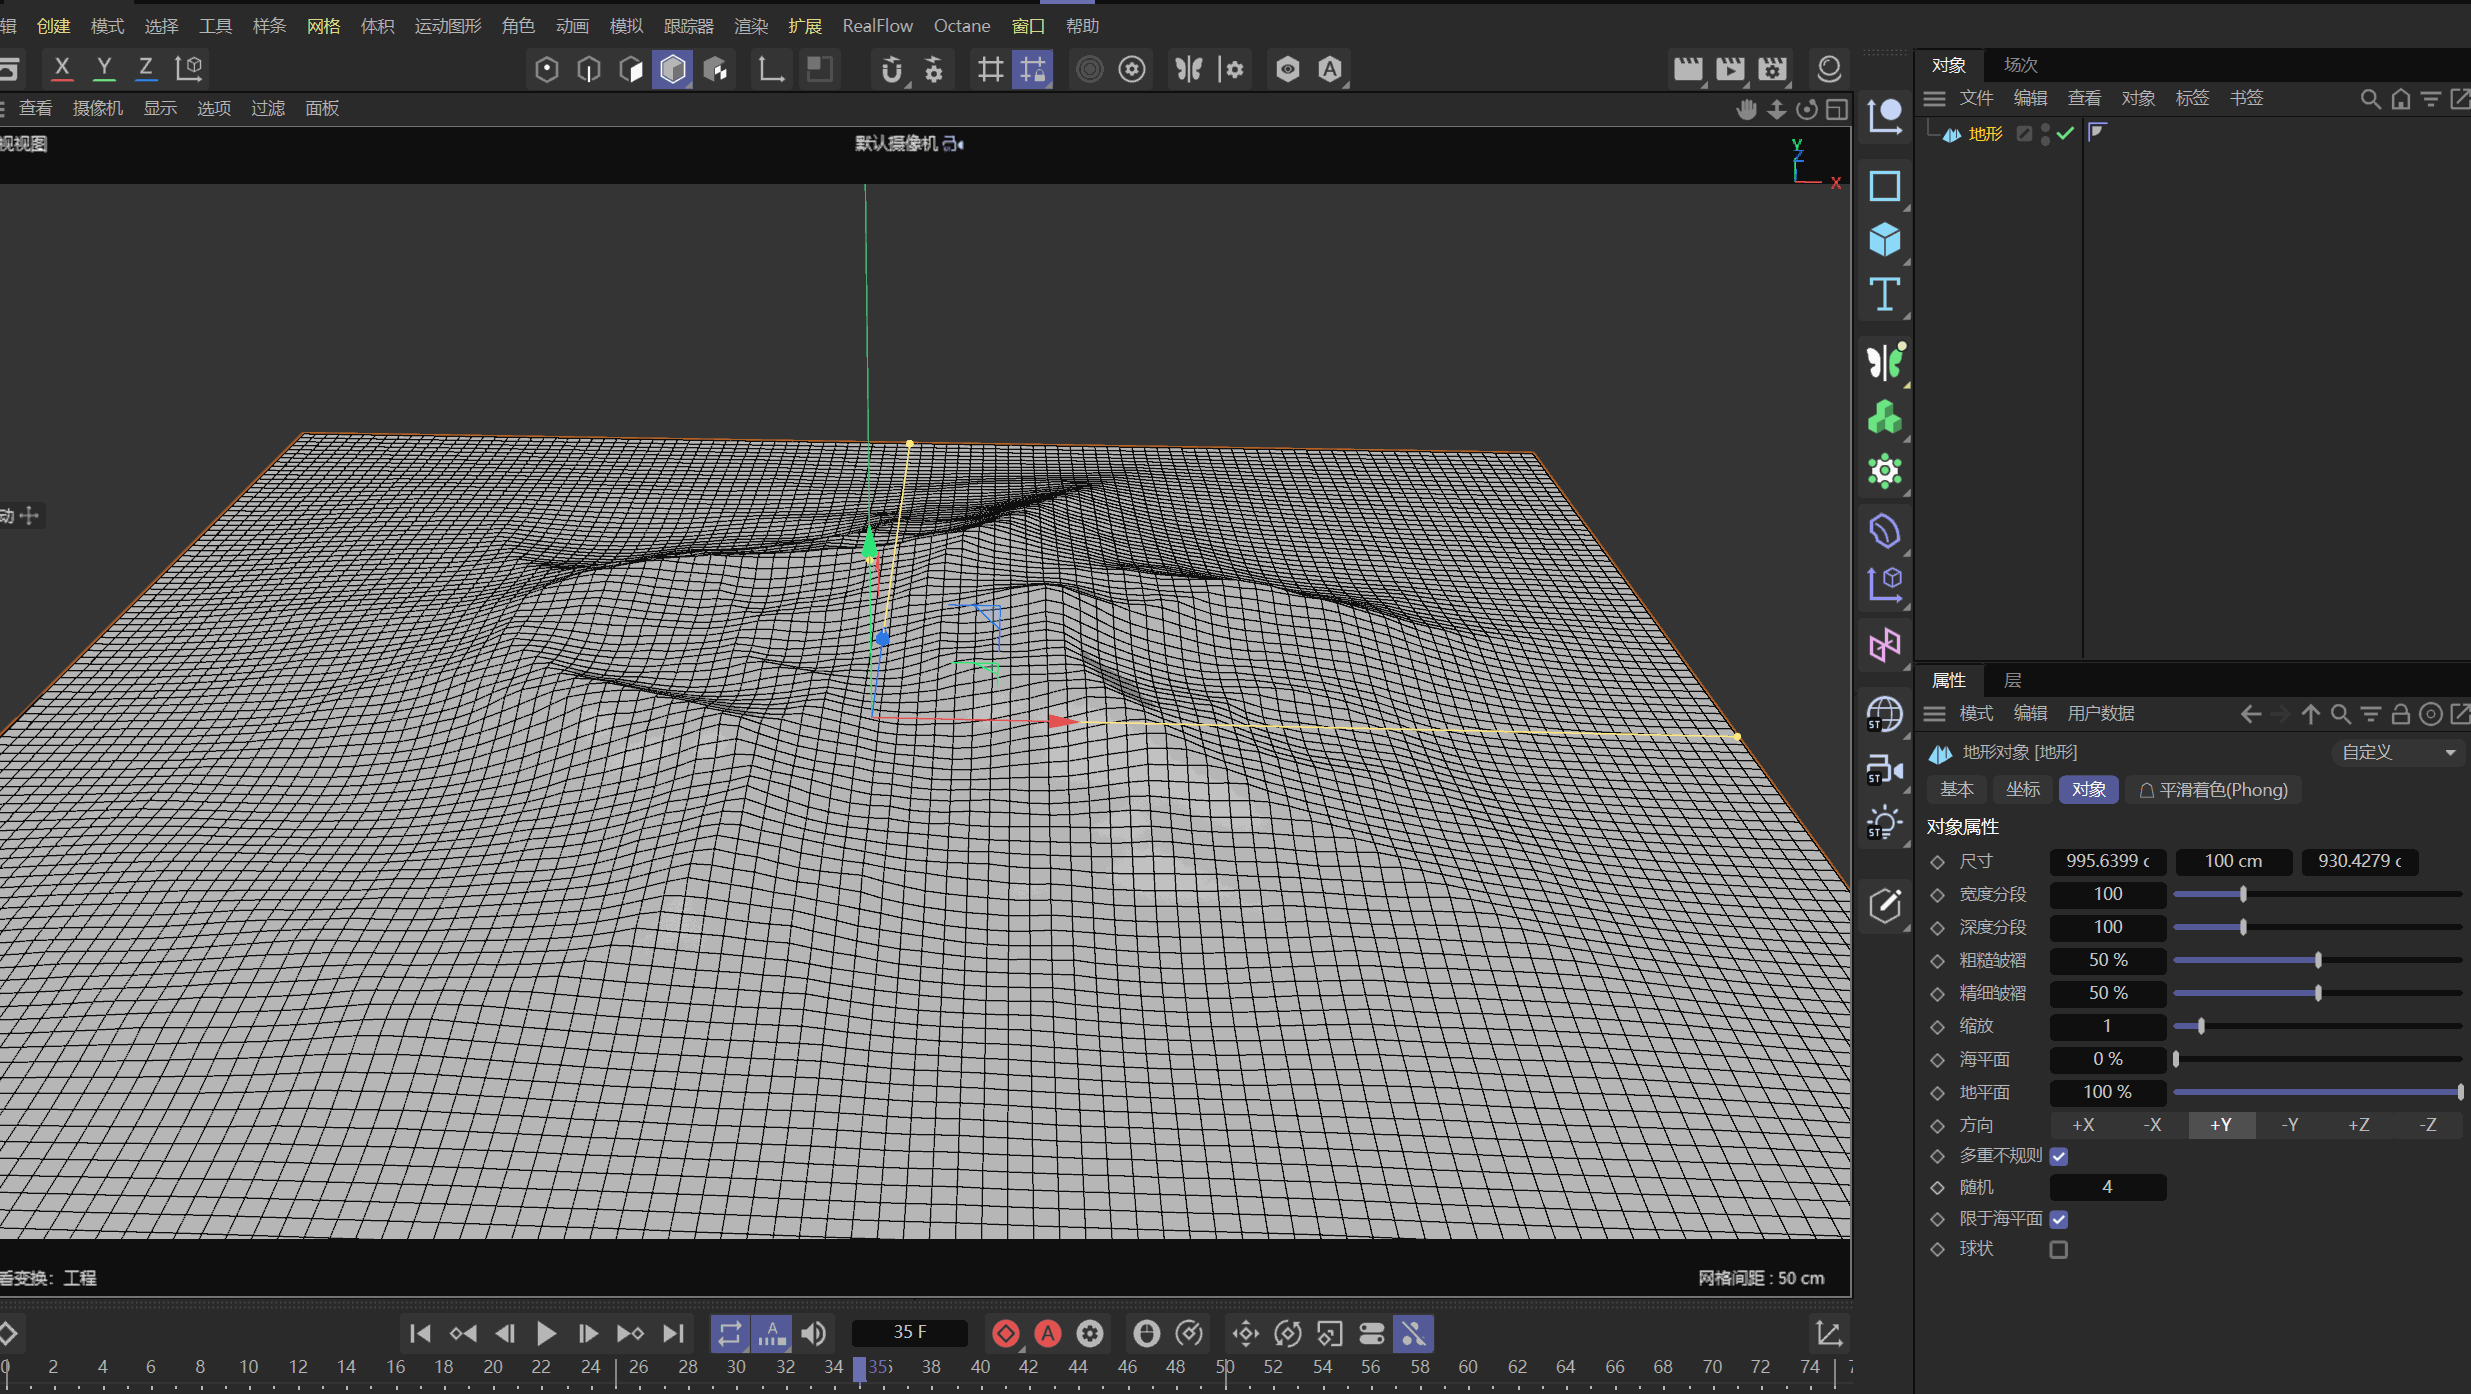 辑 创建 模式 选择 工具 样条 网格 体积 运动图形 角色 动画 模拟 跟踪器 渲染 扩展 RealFlow Octane 窗口 帮助
X Y Z
查看 摄像机 显示 选项 过滤 面板
视视图
默认摄像机
Y
Z
X
动
看变换: 工程
网格间距 : 50 cm
35 F
0 2 4 6 8 10 12 14 16 18 20 22 24 26 28 30 32 34 35 38 40 42 44 46 48 50 52 54 56 58 60 62 64 66 68 70 72 74
ST
ST
ST
对象 场次
文件 编辑 查看 对象 标签 书签
地形
属性 层
模式 编辑 用户数据
地形对象 [地形] 自定义
基本 坐标 对象 平滑着色(Phong)
对象属性
尺寸 995.6399 c 100 cm 930.4279 c
宽度分段 100
深度分段 100
粗糙皱褶 50 %
精细皱褶 50 %
缩放 1
海平面 0 %
地平面 100 %
方向 +X -X +Y -Y +Z -Z
多重不规则
随机 4
限于海平面
球状